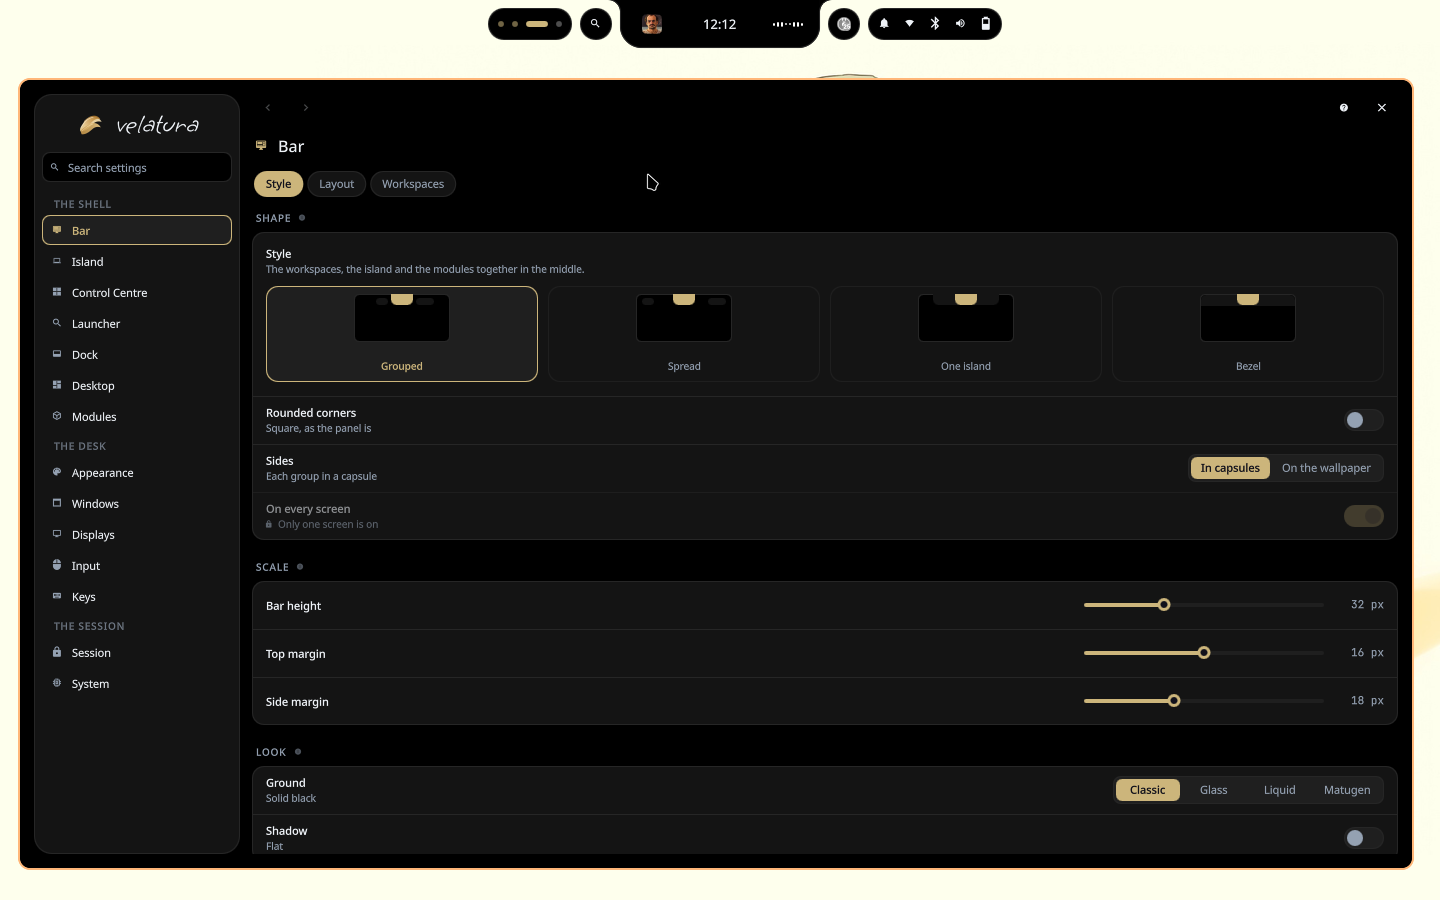 12:12
velatura
Search settings
THE SHELL
Bar
Island
Control Centre
Launcher
Dock
Desktop
Modules
THE DESK
Appearance
Windows
Displays
Input
Keys
THE SESSION
Session
System
Bar
Style
Layout
Workspaces
SHAPE
Style
The workspaces, the island and the modules together in the middle.
Grouped
Spread
One island
Bezel
Rounded corners
Square, as the panel is
Sides
Each group in a capsule
In capsules
On the wallpaper
On every screen
Only one screen is on
SCALE
Bar height
32 px
Top margin
16 px
Side margin
18 px
LOOK
Ground
Solid black
Classic
Glass
Liquid
Matugen
Shadow
Flat